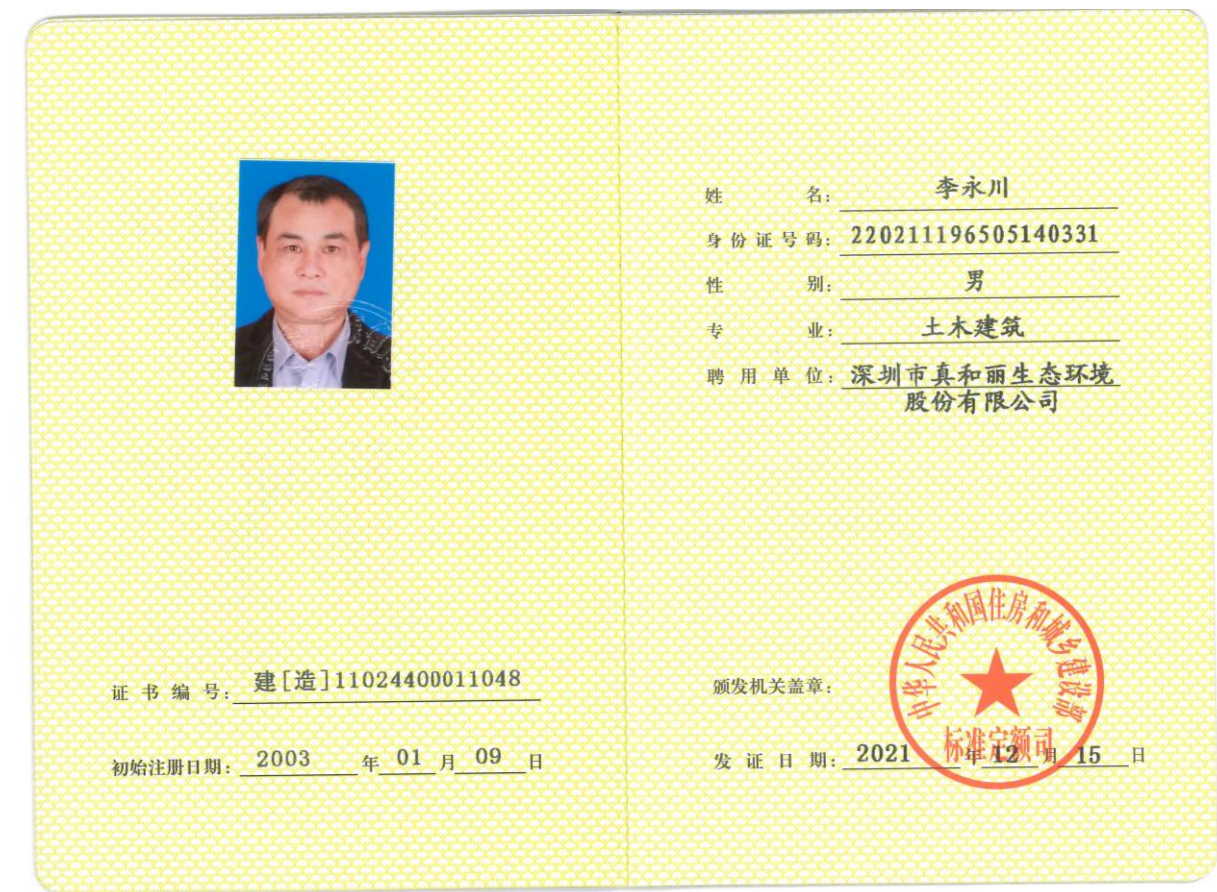 姓 名: 李永川
身份证号码: 220211196505140331
性 别: 男
专 业: 土木建筑
聘用单位: 深圳市真和丽生态环境
股份有限公司
证书编号: 建[造]11024400011048
初始注册日期: 2003 年 01 月 09 日
中华人民共和国住房和城乡建设部
颁发机关盖章:
标准定额司
发证日期: 2021 年 12 月 15 日